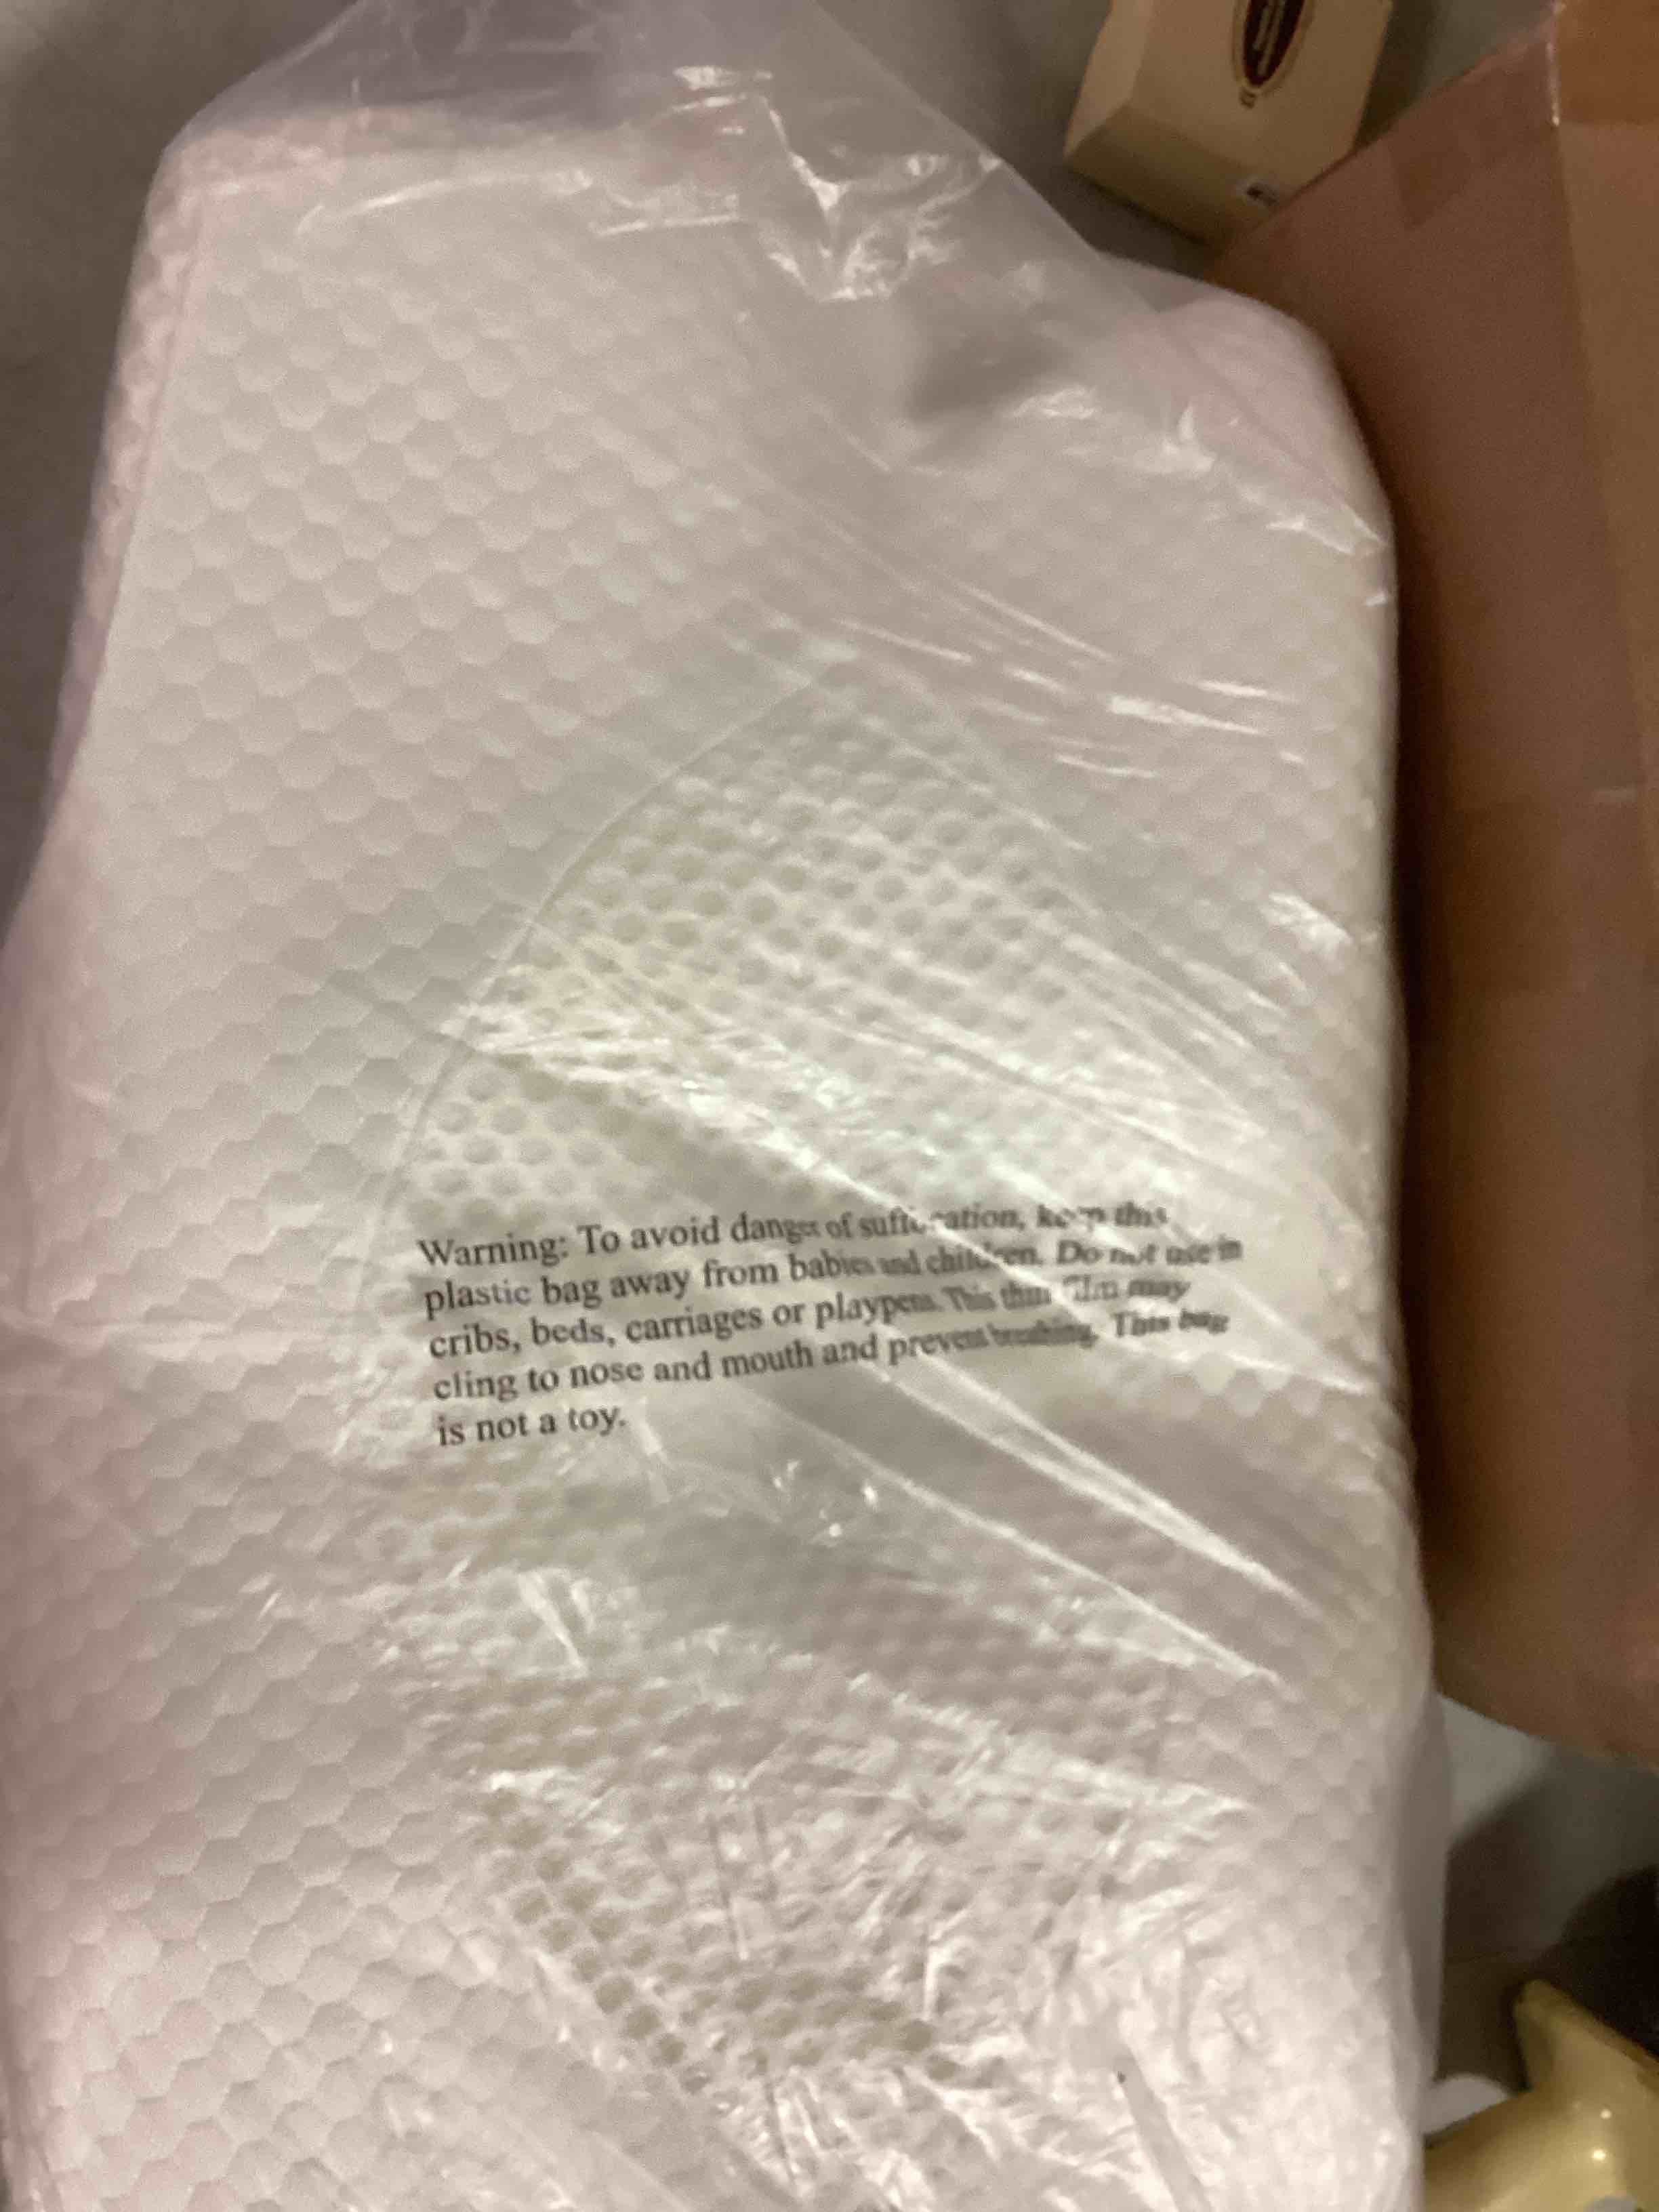 Warning: To avoid danger of suffocation, keep this
plastic bag away from babies and children. Do not use in
cribs, beds, carriages or playpens. This thin film may
cling to nose and mouth and prevent breathing. This bag
is not a toy.